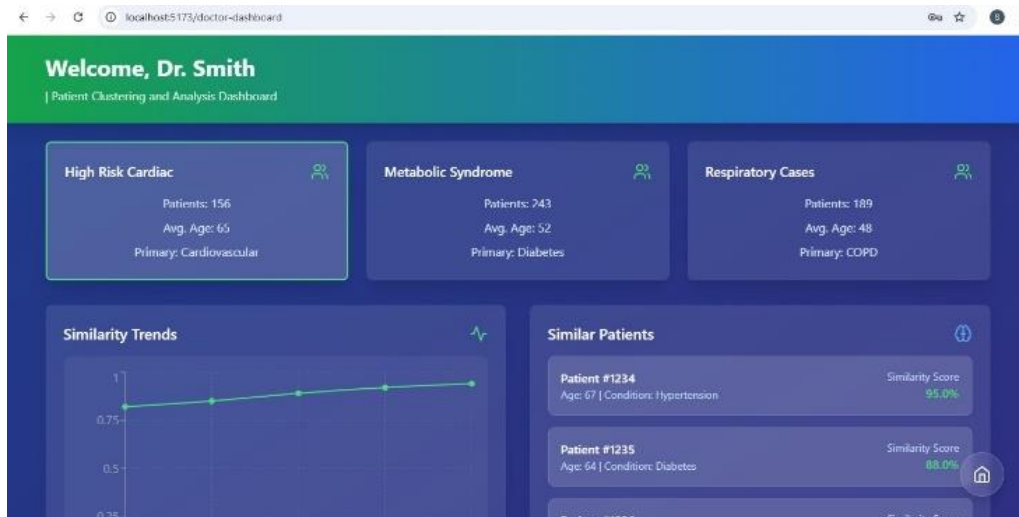 localhost:5173/doctor-dashboard
B
Welcome, Dr. Smith
| Patient Clustering and Analysis Dashboard
High Risk Cardiac
Patients: 156
Avg. Age: 65
Primary: Cardiovascular
Metabolic Syndrome
Patients: 243
Avg. Age: 52
Primary: Diabetes
Respiratory Cases
Patients: 189
Avg. Age: 48
Primary: COPD
Similarity Trends
1
0.75
0.5
0.25
Similar Patients
Patient #1234
Similarity Score
Age: 67 | Condition: Hypertension
95.0%
Patient #1235
Similarity Score
Age: 64 | Condition: Diabetes
88.0%